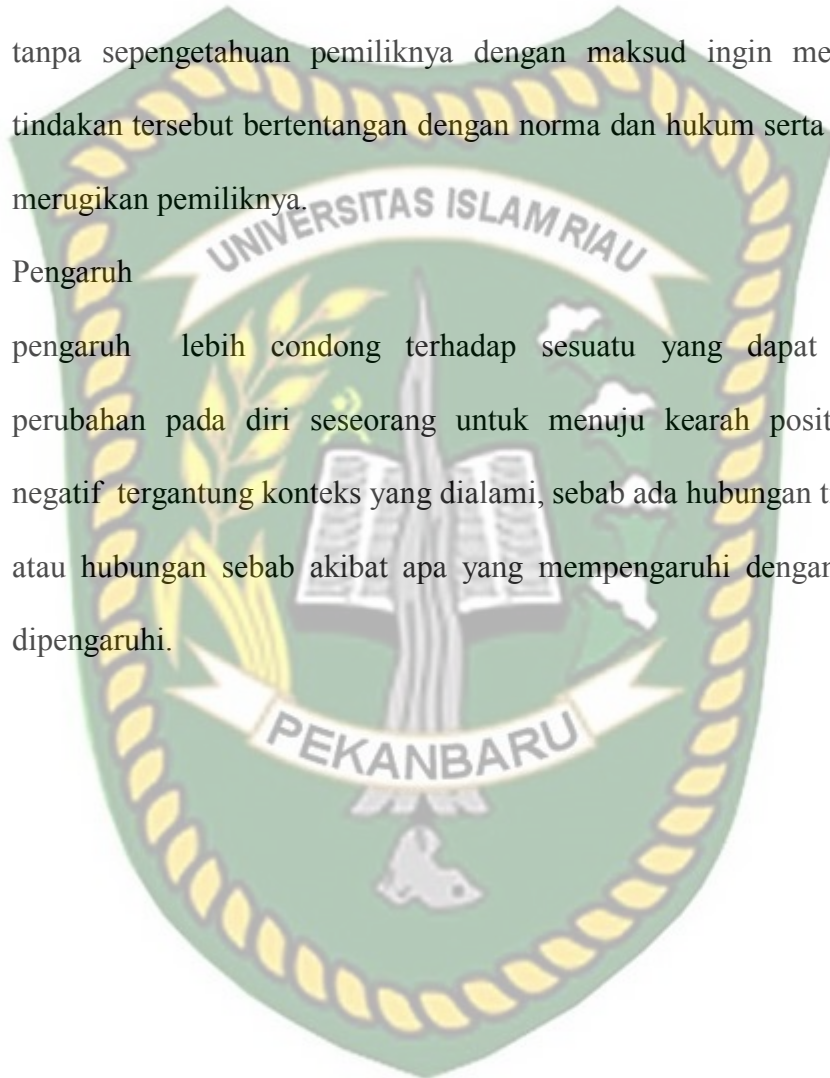 tanpa sepengetahuan pemiliknya dengan maksud ingin me
tindakan tersebut bertentangan dengan norma dan hukum serta
merugikan pemiliknya.
UNIVERSITAS ISLAM RIAU
Pengaruh
pengaruh lebih condong terhadap sesuatu yang dapat
perubahan pada diri seseorang untuk menuju kearah posit
negatif tergantung konteks yang dialami, sebab ada hubungan
atau hubungan sebab akibat apa yang mempengaruhi dengan
dipengaruhi.
PEKANBARU